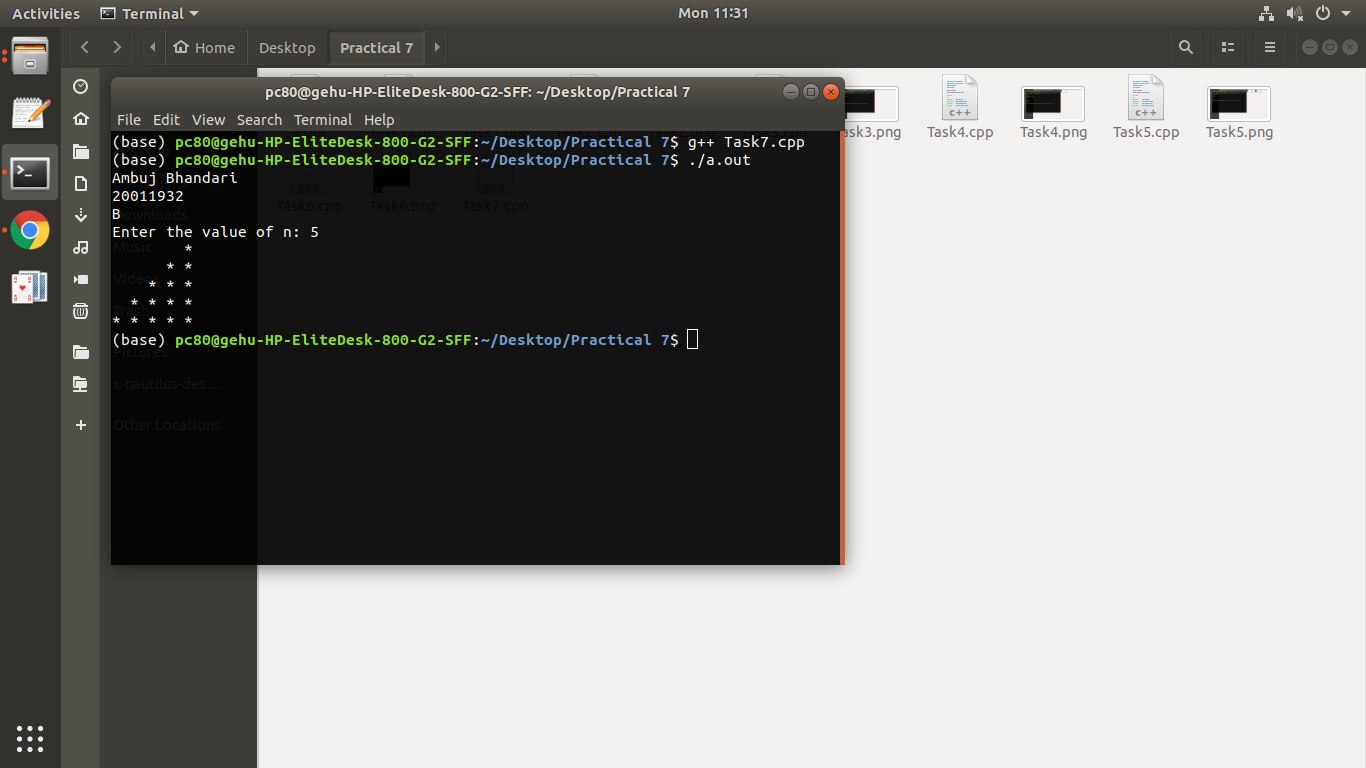 Activities Terminal Mon 11:31
Home Desktop Practical 7
pc80@gehu-HP-EliteDesk-800-G2-SFF: ~/Desktop/Practical 7
File Edit View Search Terminal Help
(base) pc80@gehu-HP-EliteDesk-800-G2-SFF:~/Desktop/Practical 7$ g++ Task7.cpp
(base) pc80@gehu-HP-EliteDesk-800-G2-SFF:~/Desktop/Practical 7$ ./a.out
Ambuj Bhandari
20011932
B
Enter the value of n: 5
        *
      * *
    * * *
  * * * *
* * * * *
(base) pc80@gehu-HP-EliteDesk-800-G2-SFF:~/Desktop/Practical 7$
ask3.png Task4.cpp Task4.png Task5.cpp Task5.png
Task6.cpp Task6.png Task7.cpp
ownloads
Music
Videos
Trash
Pictures
x-nautilus-des…
Other Locations